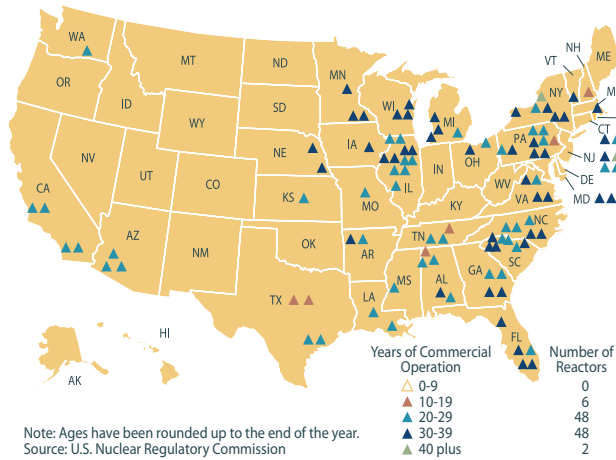 WA
MT
ND
MN
VT
NH
ME
OR
ID
SD
WI
NY
M
WY
MI
CT
NV
NE
IA
PA
NJ
CA
UT
CO
IL
IN
OH
WV
DE
MD
KS
MO
KY
VA
AZ
NM
OK
AR
TN
NC
SC
TX
MS
AL
GA
LA
HI
AK
FL
Years of Commercial Operation
Number of Reactors
0-9 0
10-19 6
20-29 48
30-39 48
40 plus 2
Note: Ages have been rounded up to the end of the year.
Source: U.S. Nuclear Regulatory Commission